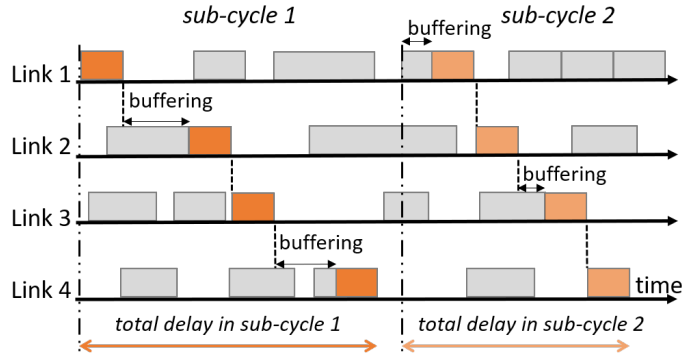 sub-cycle 1
sub-cycle 2
buffering
Link 1
buffering
Link 2
buffering
Link 3
buffering
Link 4
time
total delay in sub-cycle 1
total delay in sub-cycle 2